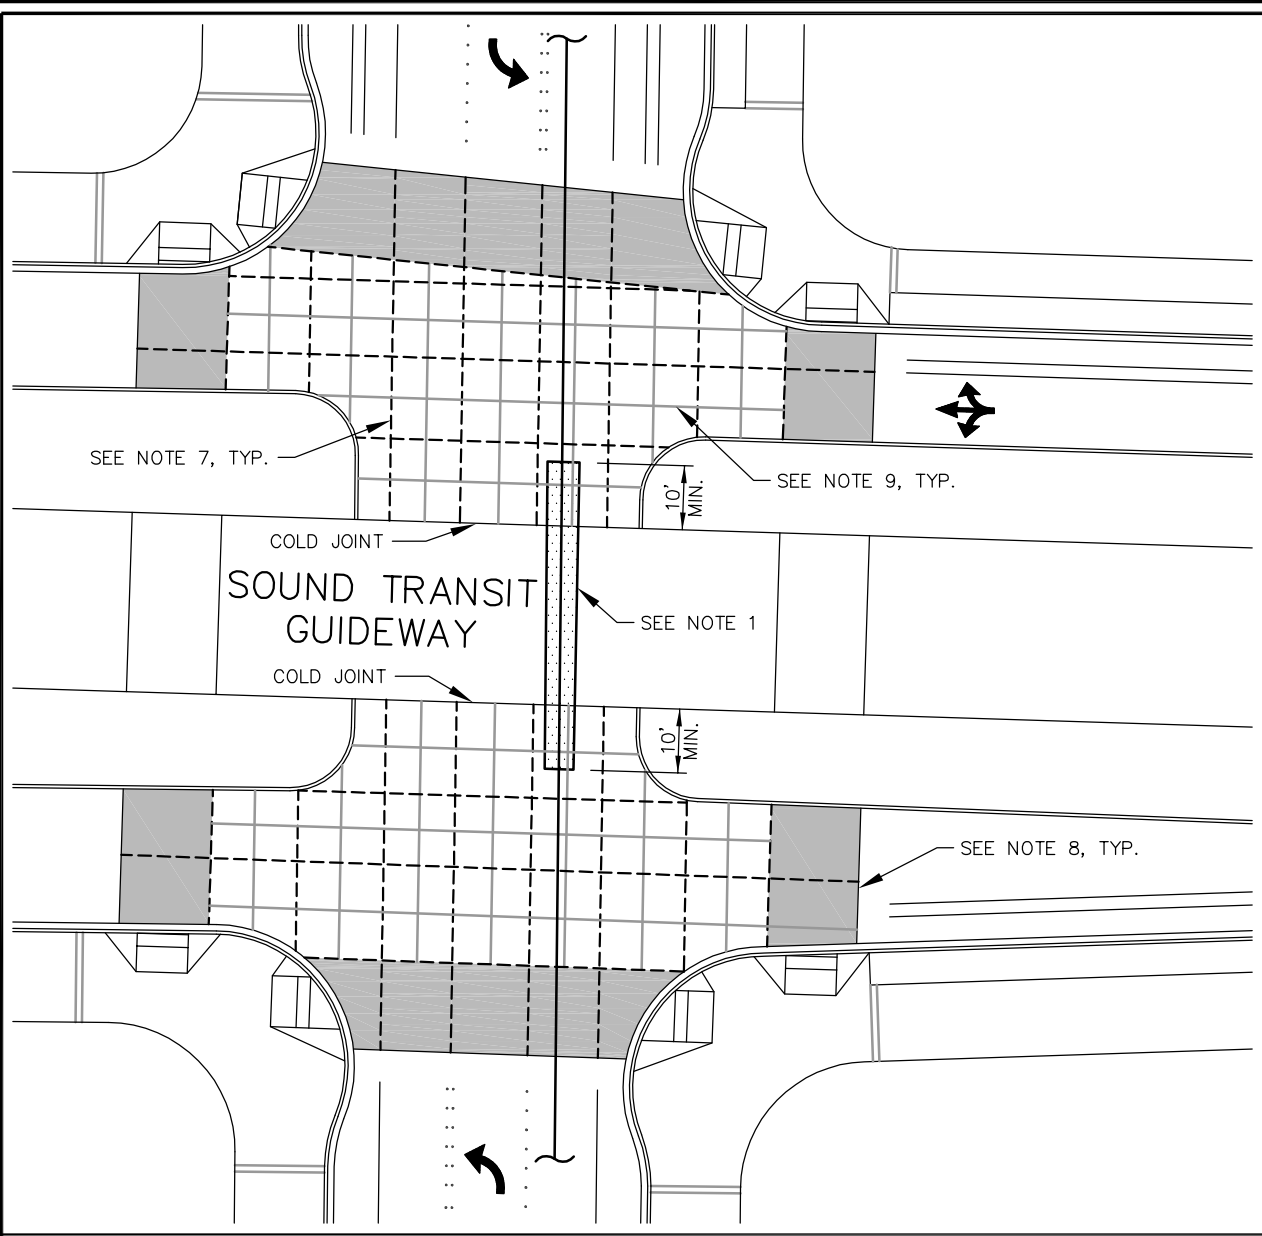 SEE NOTE 7, TYP.
SEE NOTE 9, TYP.
10'
MIN.
COLD JOINT
SOUND TRANSIT
GUIDEWAY
SEE NOTE 1
COLD JOINT
10'
MIN.
SEE NOTE 8, TYP.